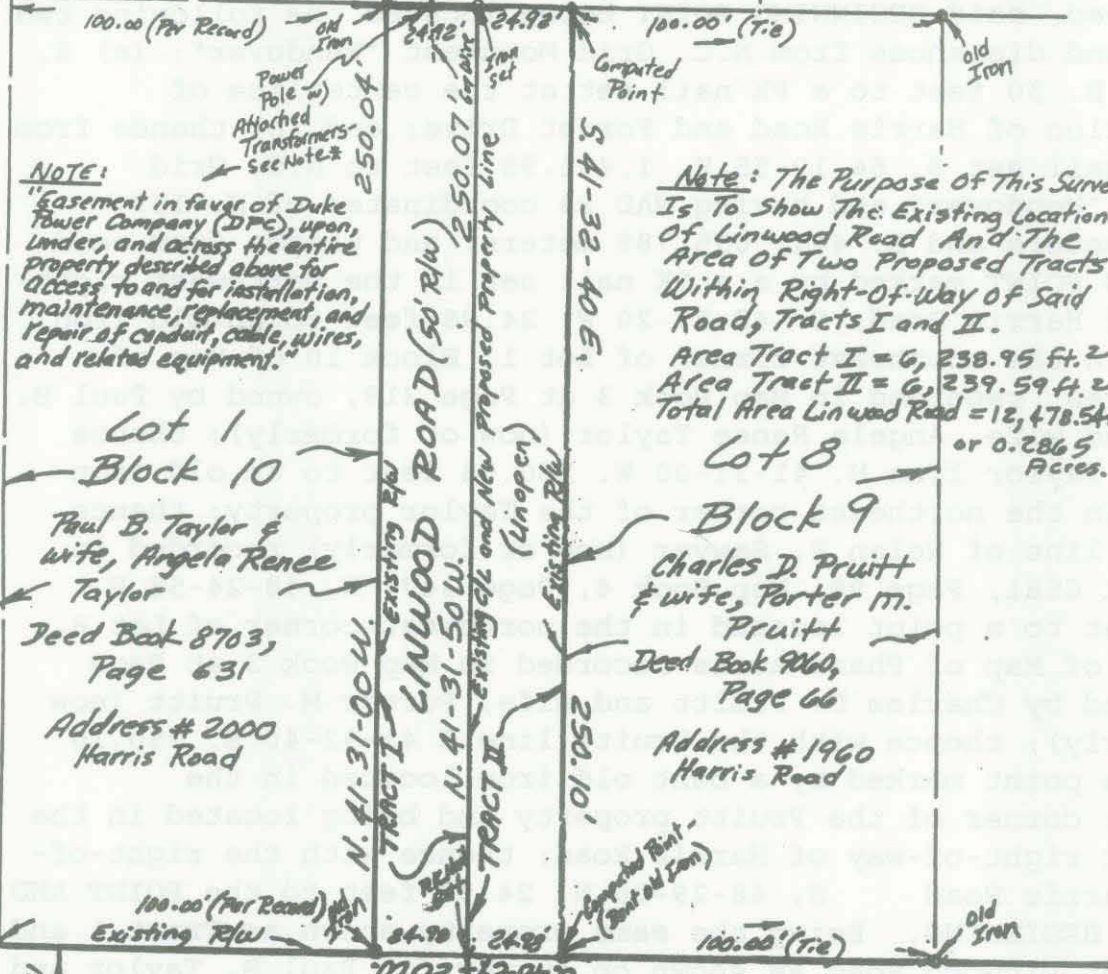 100.00' (Per Record)
old
Iron
24.92'
24.93'
Iron
Set
100.00' (Tie)
old
Iron
Computed
Point
Power
Pole w/
Attached
Transformers
See Note*
NOTE:
"Easement in favor of Duke
Power Company (DPC), upon,
under, and across the entire
property described above for
access to and for installation,
maintenance, replacement, and
repair of conduit, cable, wires,
and related equipment."
Note: The Purpose Of This Survey
Is To Show The Existing Location
Of Linwood Road And The
Area Of Two Proposed Tracts
Within Right-Of-Way Of Said
Road, Tracts I and II.
Area Tract I = 6,238.95 ft.²
Area Tract II = 6,239.59 ft.²
Total Area Linwood Road = 12,478.54
or 0.2865
Acres.
Lot 1
Block 10
Paul B. Taylor &
wife, Angela Renee
Taylor
Deed Book 8703,
Page 631
Address # 2000
Harris Road
N 41-31-00 W 250.04
Existing R/W
TRACT I
LINWOOD ROAD (50' R/W)
N 41-31-50 W 250.07'
Existing and New Proposed Property Line
(Unopen)
TRACT II
Existing R/W
S 41-32-40 E
250.10
Lot 8
Block 9
Charles D. Pruitt
& wife, Porter M.
Pruitt
Deed Book 9060,
Page 66
Address # 1960
Harris Road
100.00' (Per Record)
Existing R/W
24.98
24.98
Computed Point
100.00 (Tie)
old
Iron